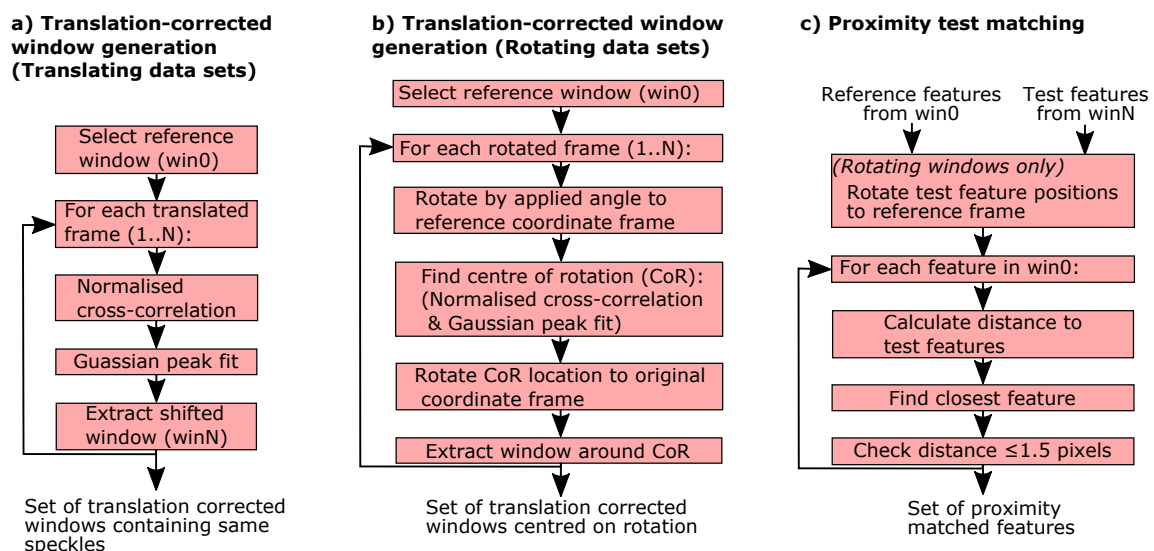 a) Translation-corrected
window generation
(Translating data sets)
Select reference
window (win0)
For each translated
frame (1..N):
Normalised
cross-correlation
Guassian peak fit
Extract shifted
window (winN)
Set of translation corrected
windows containing same
speckles
b) Translation-corrected window
generation (Rotating data sets)
Select reference window (win0)
For each rotated frame (1..N):
Rotate by applied angle to
reference coordinate frame
Find centre of rotation (CoR):
(Normalised cross-correlation
& Gaussian peak fit)
Rotate CoR location to original
coordinate frame
Extract window around CoR
Set of translation corrected
windows centred on rotation
c) Proximity test matching
Reference features
from win0
Test features
from winN
(Rotating windows only)
Rotate test feature positions
to reference frame
For each feature in win0:
Calculate distance to
test features
Find closest feature
Check distance ≤1.5 pixels
Set of proximity
matched features